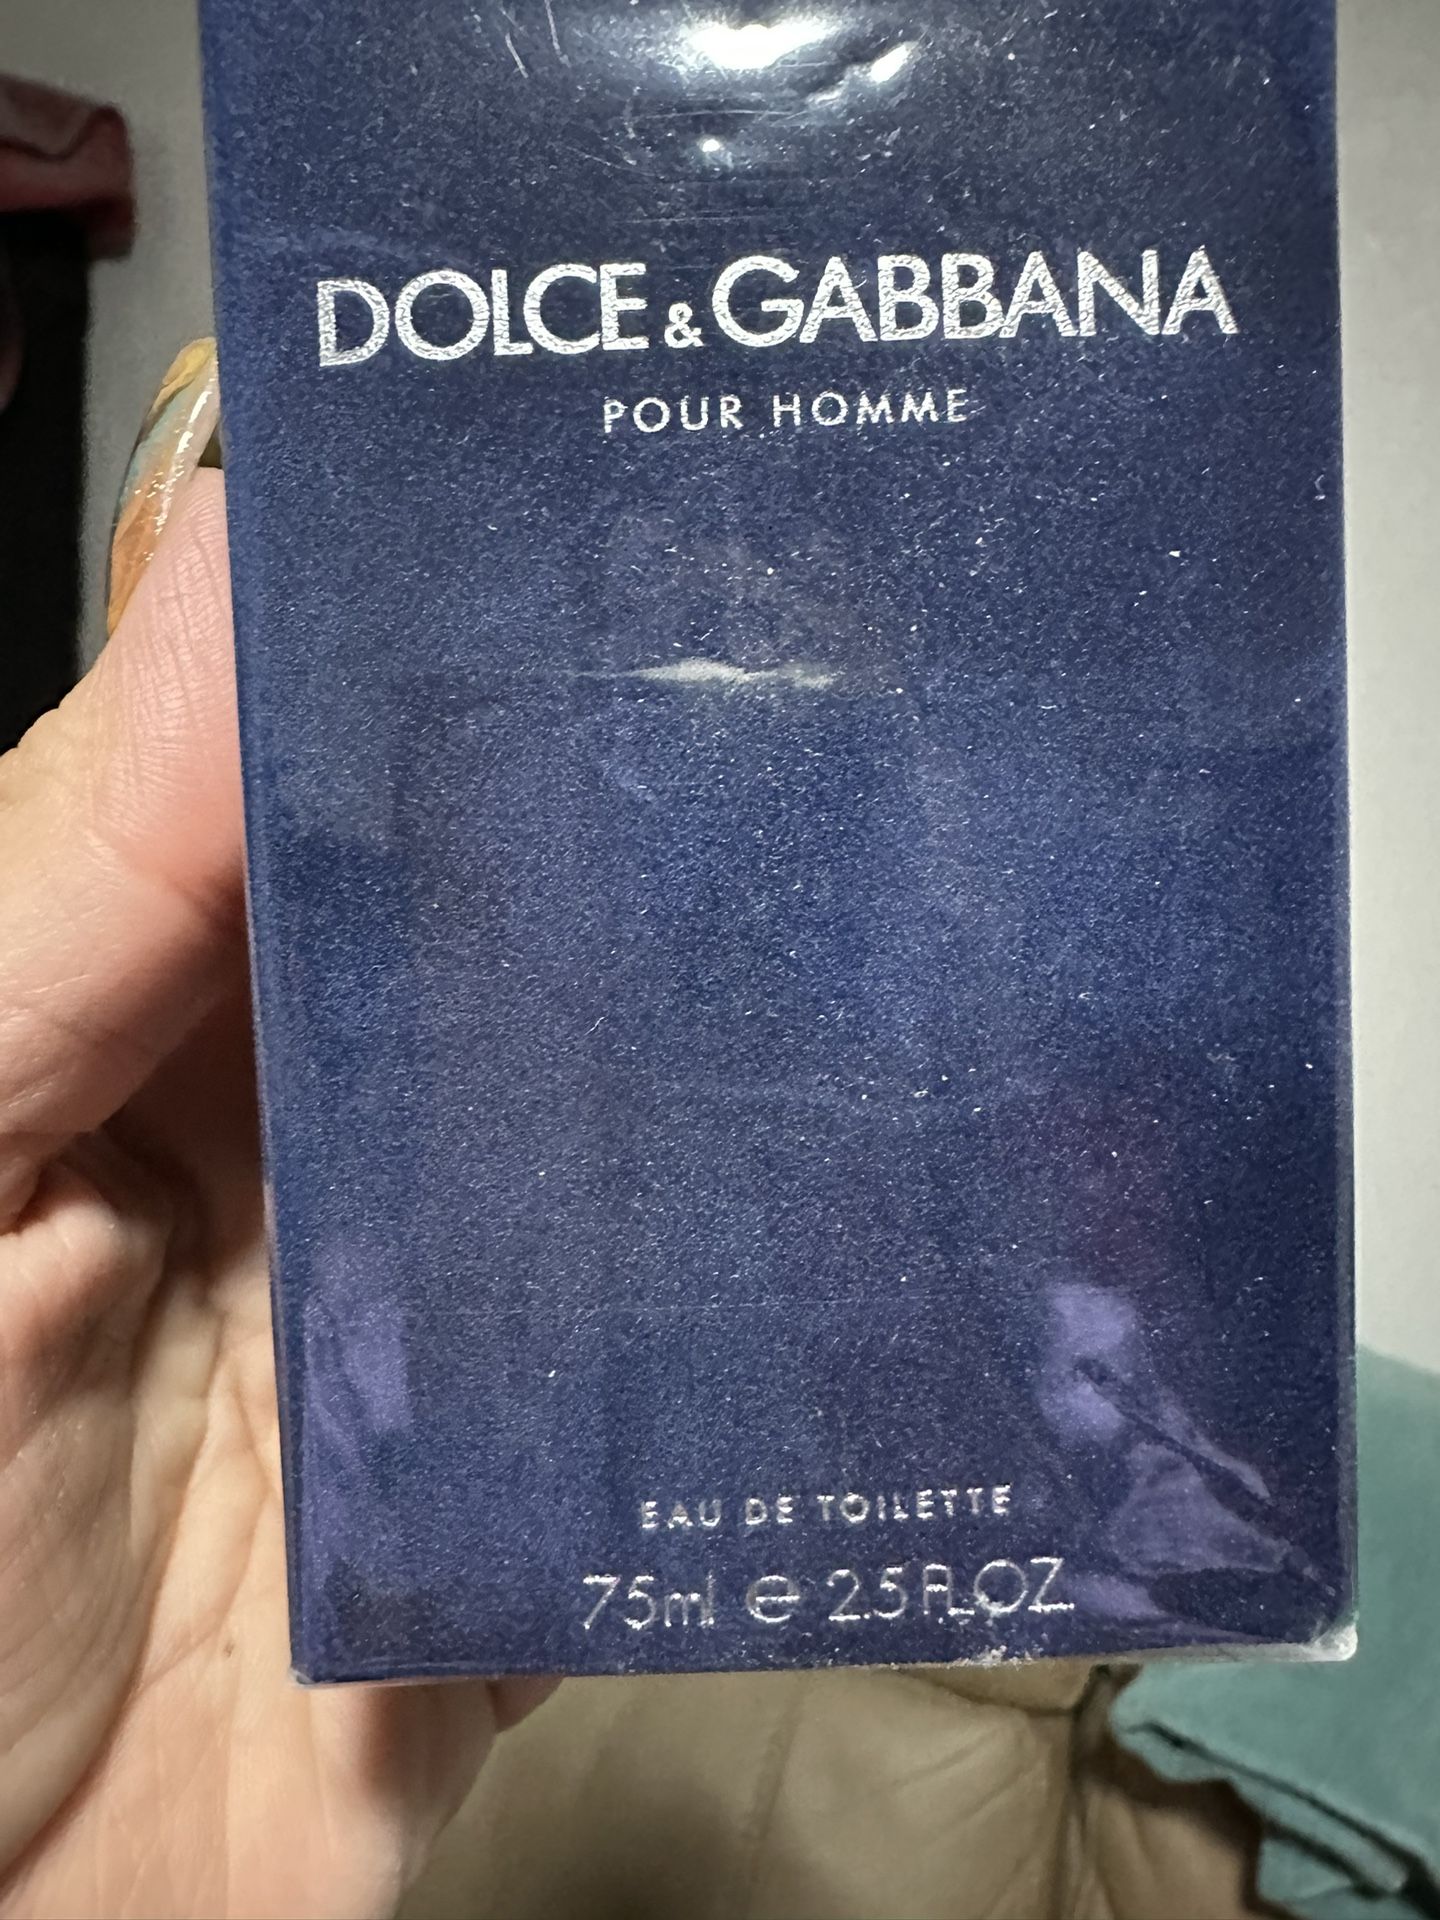 DOLCE & GABBANA
POUR HOMME
EAU DE TOILETTE
75ml e 2.5 FL.OZ.